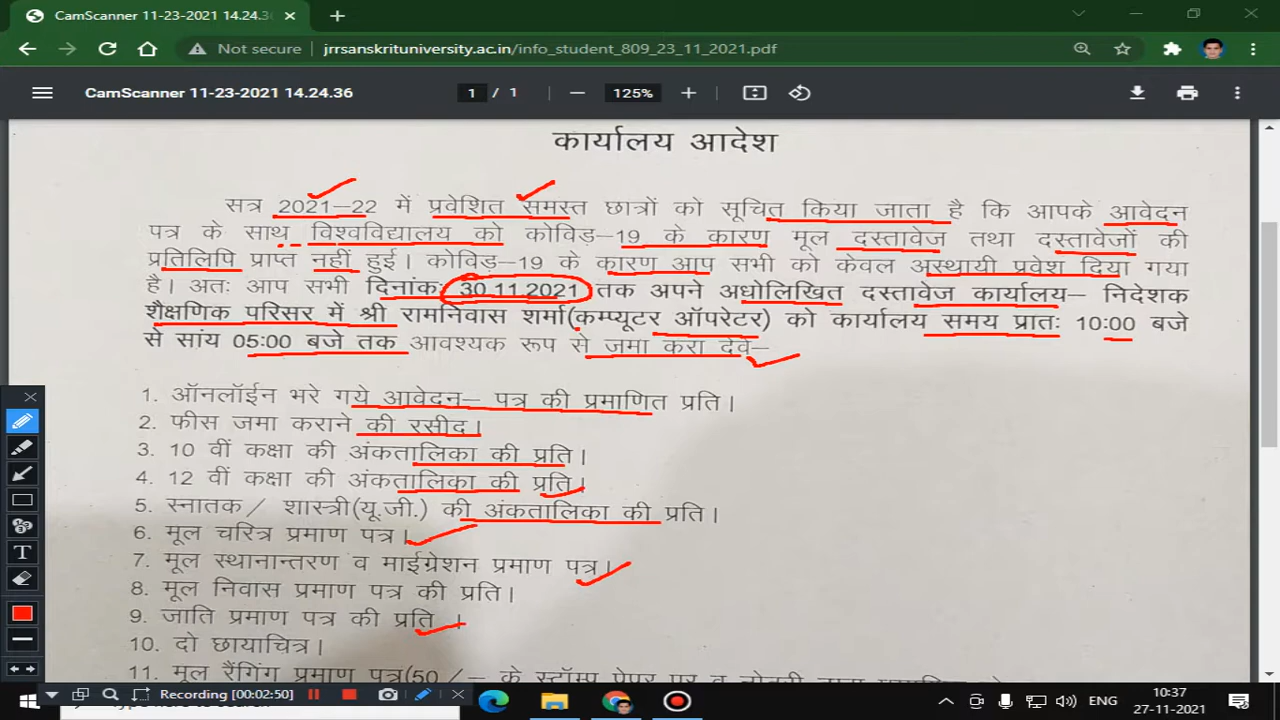 CamScanner 11-23-2021 14.24.3
Not secure | jrrsanskrituniversity.ac.in/info_student_809_23_11_2021.pdf
CamScanner 11-23-2021 14.24.36 1 / 1 125%
कार्यालय आदेश
सत्र 2021–22 में प्रवेशित समस्त छात्रों को सूचित किया जाता है कि आपके आवेदन
पत्र के साथ विश्वविद्यालय को कोविड़–19 के कारण मूल दस्तावेज तथा दस्तावेजों की
प्रतिलिपि प्राप्त नहीं हुई। कोविड़–19 के कारण आप सभी को केवल अस्थायी प्रवेश दिया गया
है। अतः आप सभी दिनांकः 30.11.2021 तक अपने अधोलिखित दस्तावेज कार्यालय– निदेशक
शैक्षणिक परिसर में श्री रामनिवास शर्मा(कम्प्यूटर ऑपरेटर) को कार्यालय समय प्रातः 10:00 बजे
से सांय 05:00 बजे तक आवश्यक रूप से जमा करा देवे–
1. ऑनलॉईन भरे गये आवेदन– पत्र की प्रमाणित प्रति।
2. फीस जमा कराने की रसीद।
3. 10 वीं कक्षा की अंकतालिका की प्रति।
4. 12 वीं कक्षा की अंकतालिका की प्रति।
5. स्नातक/ शास्त्री(यू.जी.) की अंकतालिका की प्रति।
6. मूल चरित्र प्रमाण पत्र।
7. मूल स्थानान्तरण व माईग्रेशन प्रमाण पत्र।
8. मूल निवास प्रमाण पत्र की प्रति।
9. जाति प्रमाण पत्र की प्रति ।
10. दो छायाचित्र।
11. मूल रैंगिंग प्रमाण पत्र(50/– के स्टॉम्प पेपर पर व
Recording [00:02:50]
ENG
10:37
27-11-2021